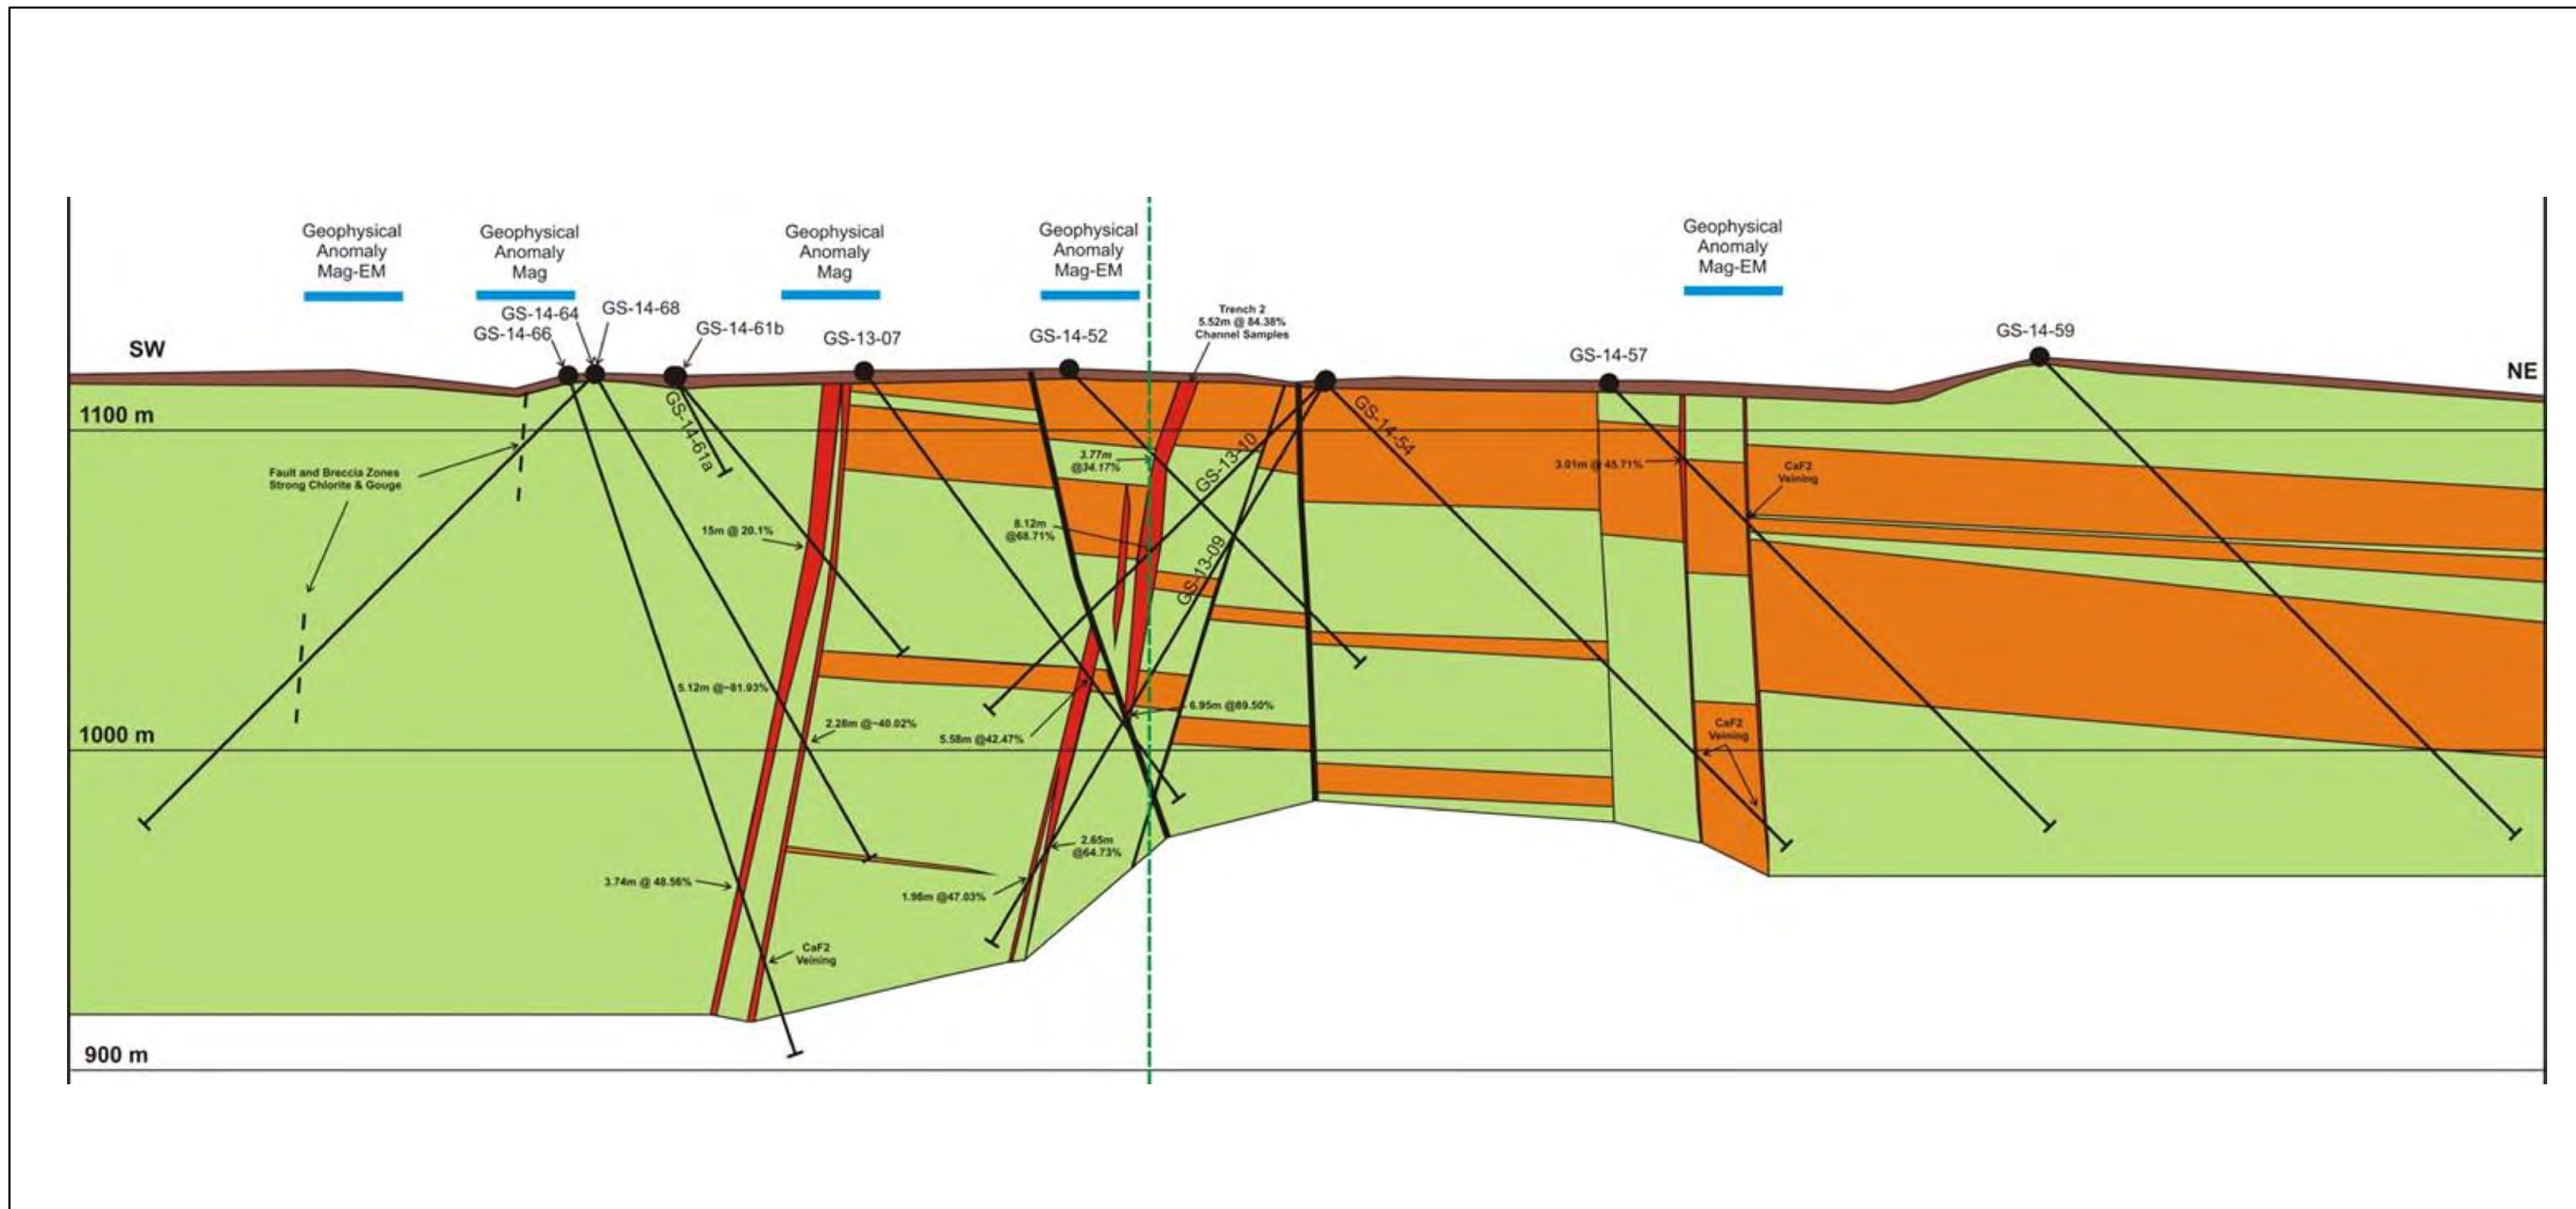 Geophysical
Anomaly
Mag-EM
Geophysical
Anomaly
Mag
Geophysical
Anomaly
Mag
Geophysical
Anomaly
Mag-EM
Geophysical
Anomaly
Mag-EM
GS-14-64
GS-14-68
GS-14-66
GS-14-61b
GS-13-07
GS-14-52
Trench 2
5.52m @ 84.38%
Channel Samples
GS-14-57
GS-14-59
SW
NE
1100 m
GS-14-61a
GS-13-10
GS-14-54
GS-13-09
Fault and Breccia Zones
Strong Chlorite & Gouge
3.77m
@34.17%
3.01m @ 45.71%
CaF2
Veining
15m @ 20.1%
8.12m
@68.71%
5.12m @~81.93%
2.28m @~40.02%
6.95m @89.50%
5.58m @42.47%
CaF2
Veining
1000 m
2.65m
@64.73%
3.74m @ 48.56%
1.98m @47.03%
CaF2
Veining
900 m